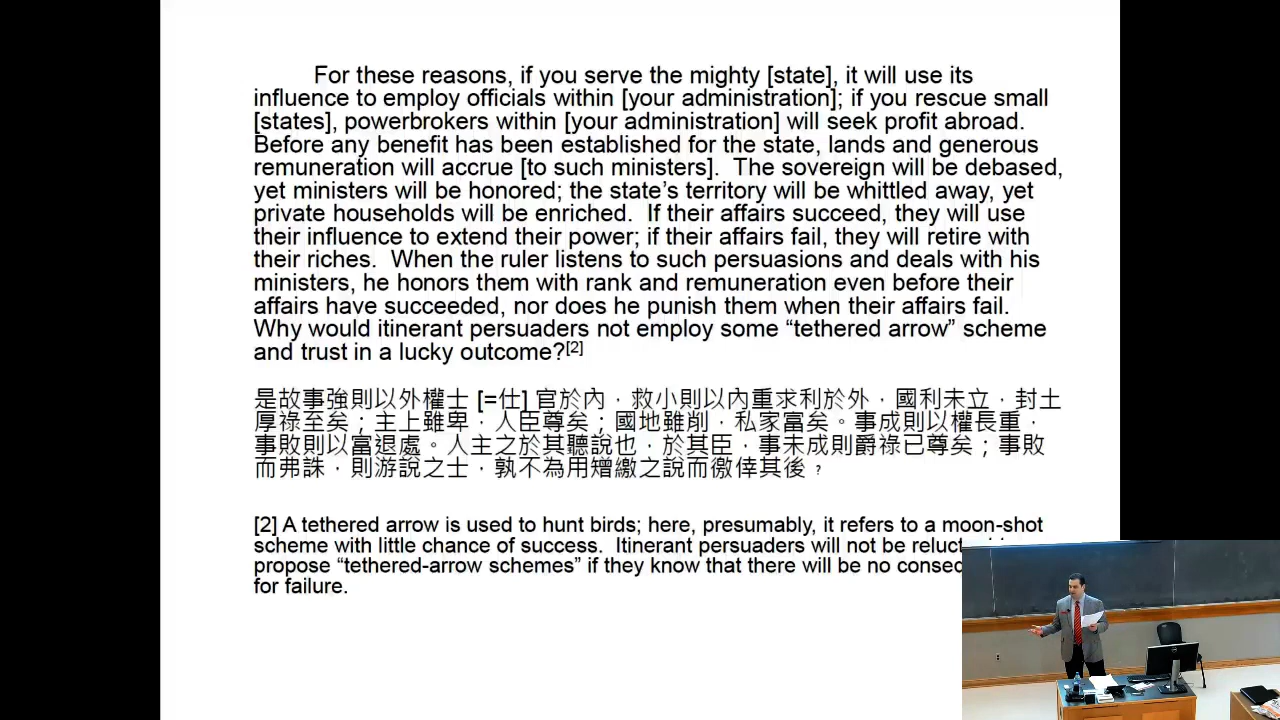 For these reasons, if you serve the mighty [state], it will use its
influence to employ officials within [your administration]; if you rescue small
[states], powerbrokers within [your administration] will seek profit abroad.
Before any benefit has been established for the state, lands and generous
remuneration will accrue [to such ministers].  The sovereign will be debased,
yet ministers will be honored; the state’s territory will be whittled away, yet
private households will be enriched.  If their affairs succeed, they will use
their influence to extend their power; if their affairs fail, they will retire with
their riches.  When the ruler listens to such persuasions and deals with his
ministers, he honors them with rank and remuneration even before their
affairs have succeeded, nor does he punish them when their affairs fail.
Why would itinerant persuaders not employ some “tethered arrow” scheme
and trust in a lucky outcome?[2]
是故事強則以外權士 [=仕] 官於內，救小則以內重求利於外，國利未立，封土
厚祿至矣；主上雖卑，人臣尊矣；國地雖削，私家富矣。事成則以權長重，
事敗則以富退處。人主之於其聽說也，於其臣，事未成則爵祿已尊矣；事敗
而弗誅，則游說之士，孰不為用矰繳之說而徼倖其後，
[2] A tethered arrow is used to hunt birds; here, presumably, it refers to a moon-shot
scheme with little chance of success.  Itinerant persuaders will not be
propose “tethered-arrow schemes” if they know that there will be no
for failure.